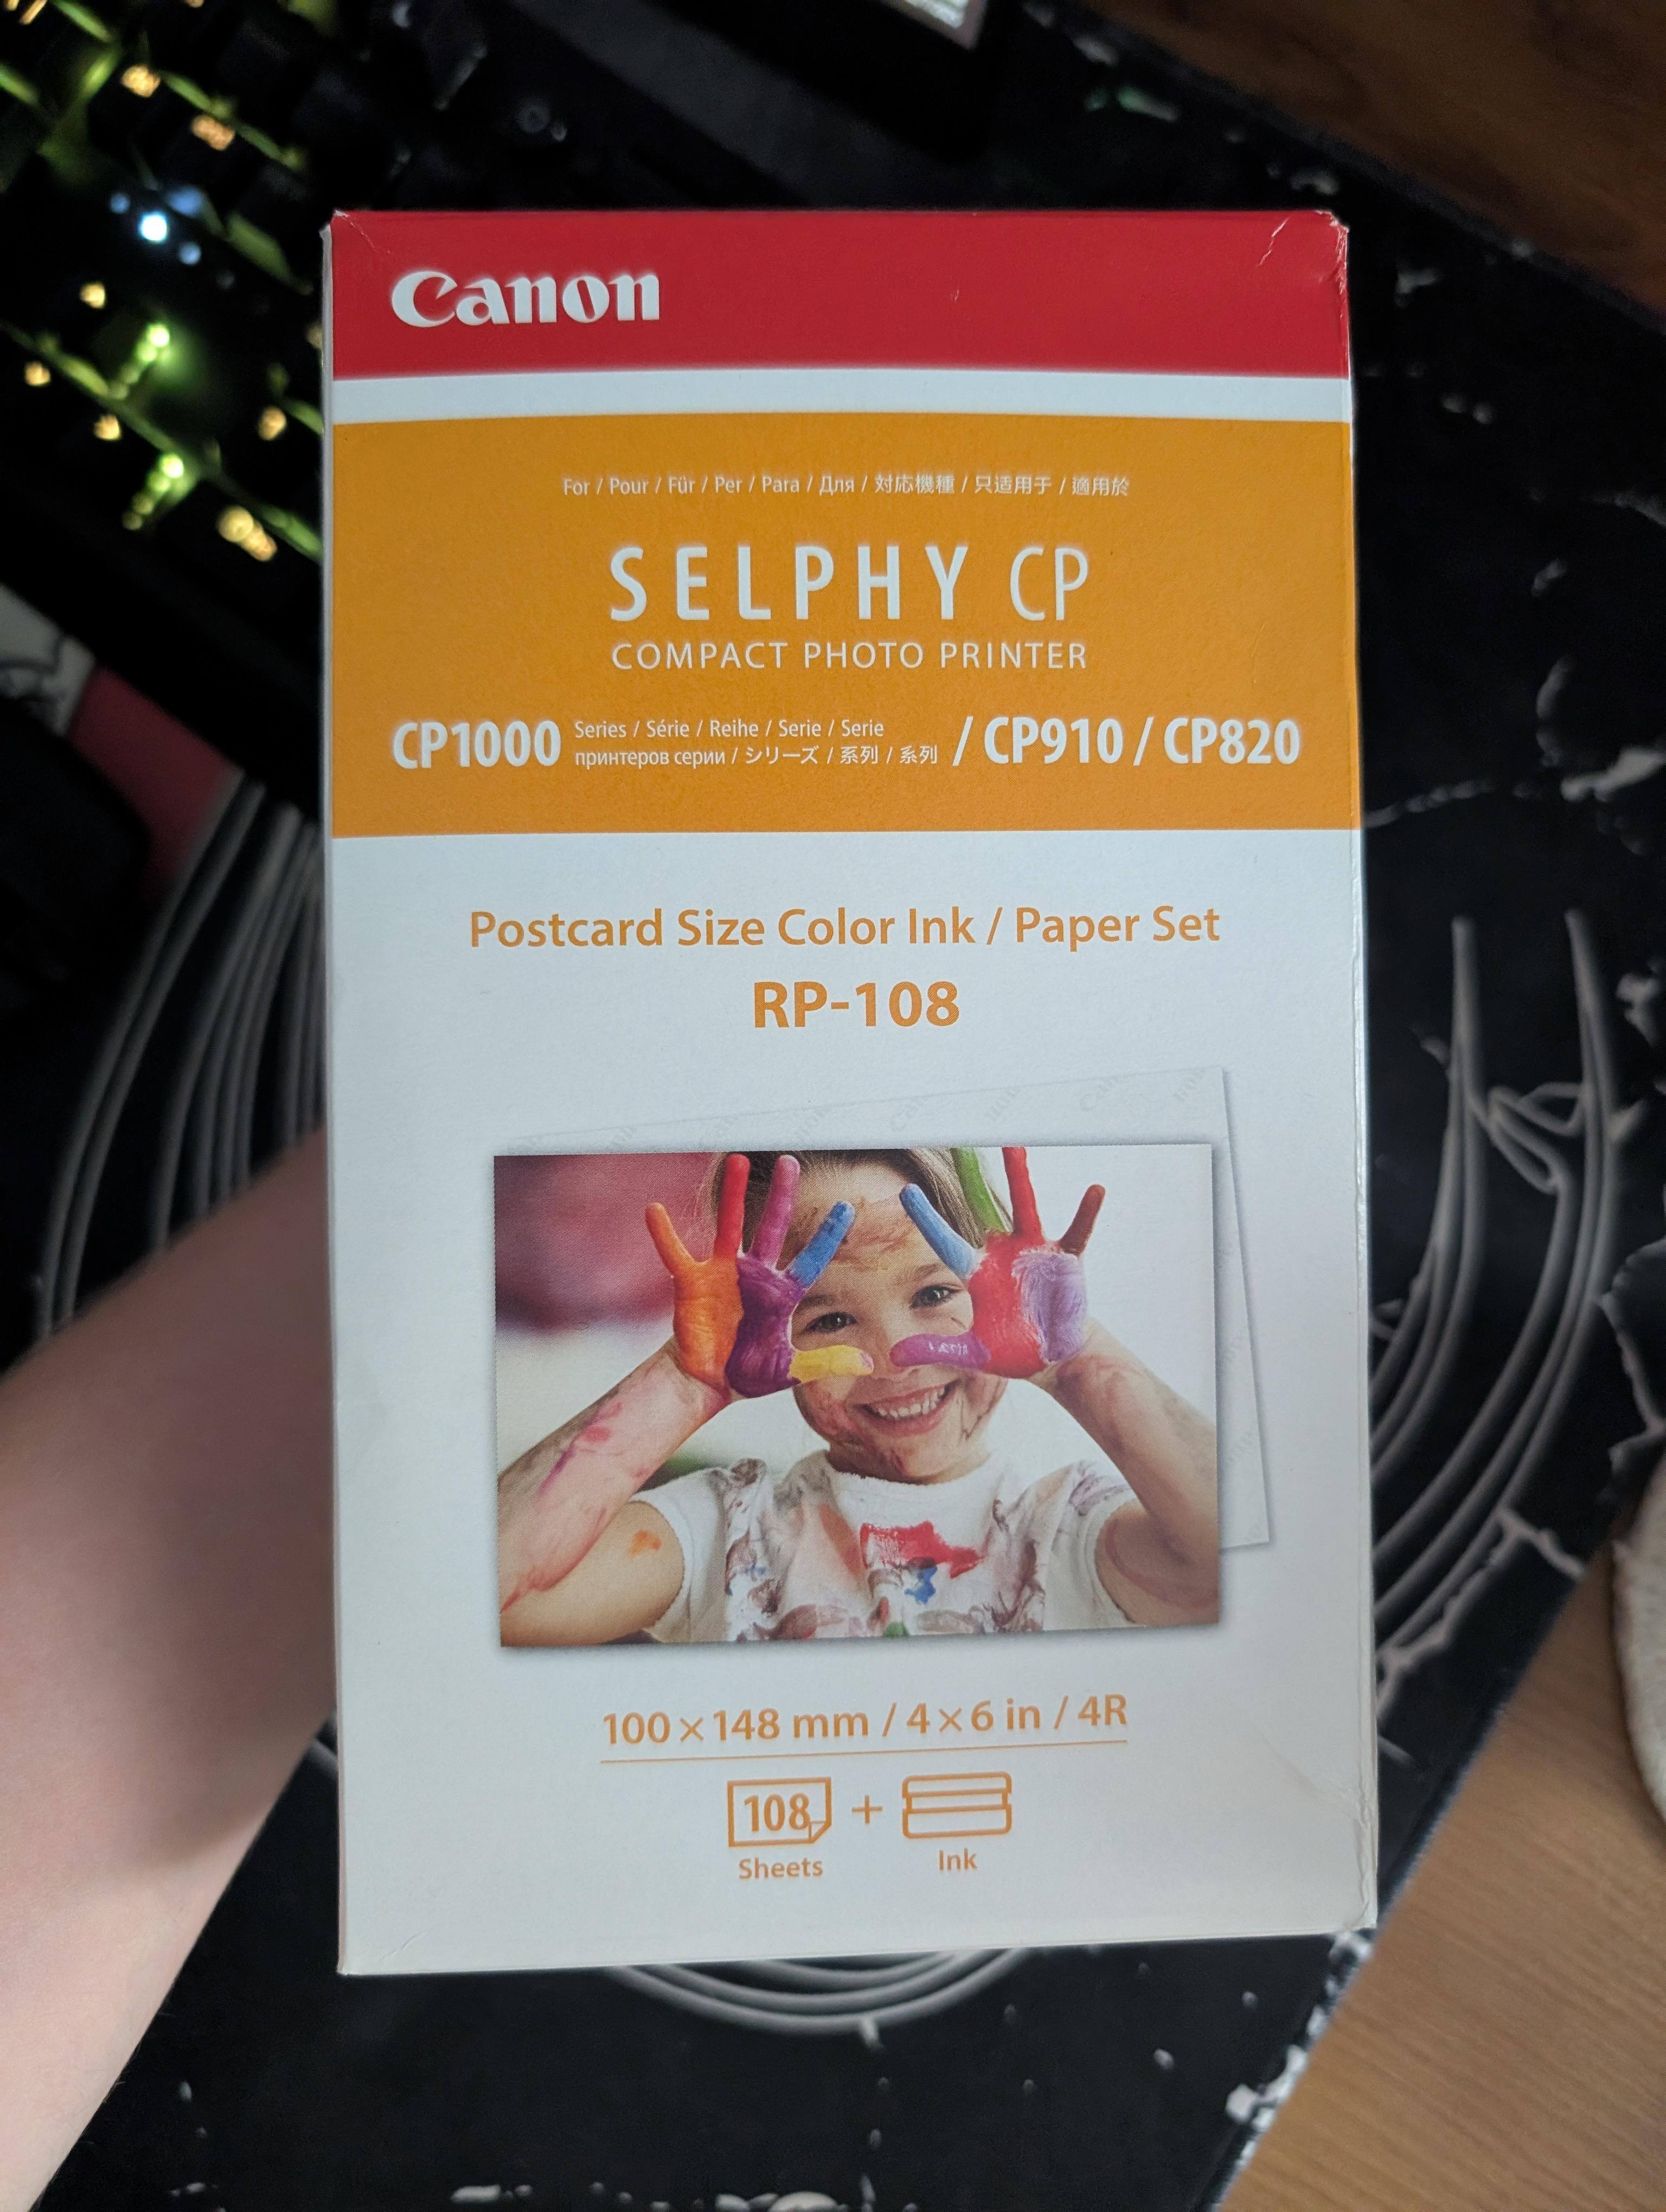 Canon
For / Pour / Für / Per / Para / Для / 対応機種 / 只适用于 / 適用於
SELPHY CP
COMPACT PHOTO PRINTER
CP1000 Series / Série / Reihe / Serie / Serie / CP910 / CP820
принтеров серии / シリーズ / 系列 / 系列
Postcard Size Color Ink / Paper Set
RP-108
100×148 mm / 4×6 in / 4R
108 +
Sheets Ink